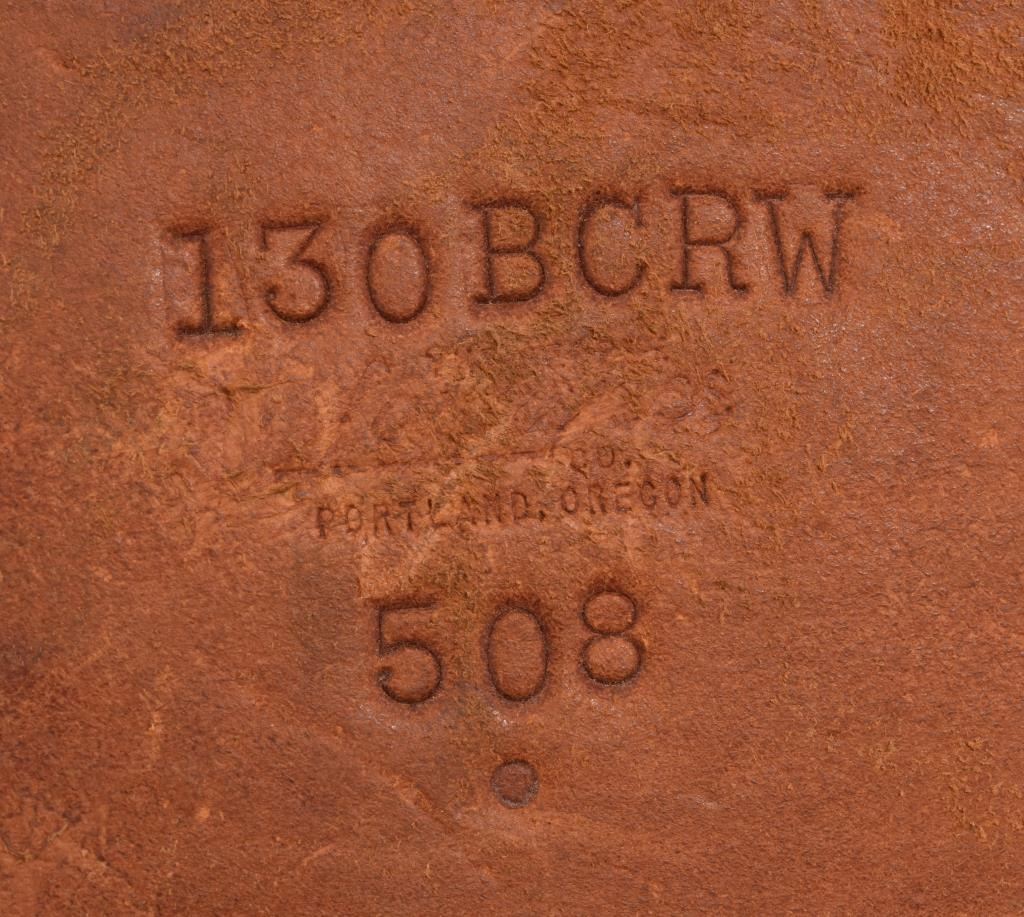 130BCRW
CO.
PORTLAND, OREGON
508